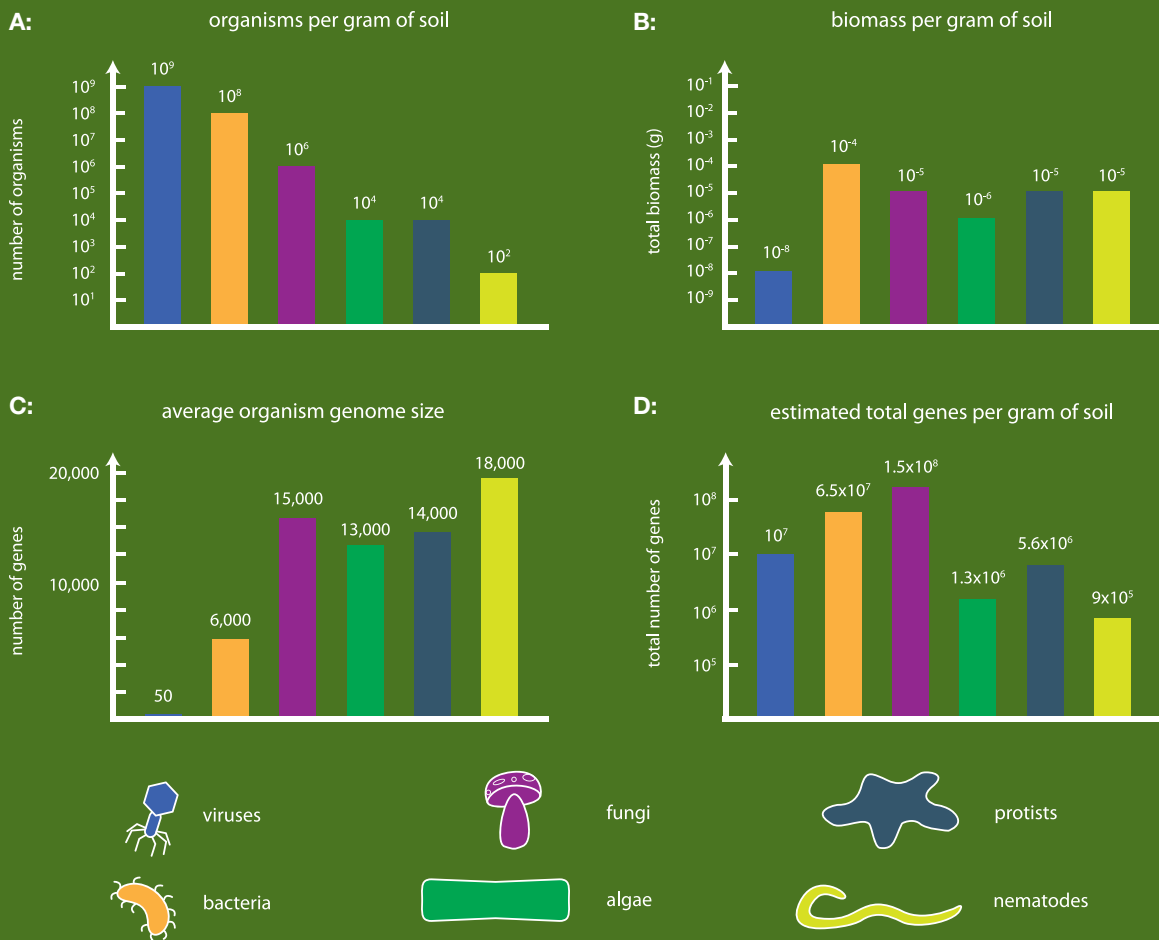 A:
organisms per gram of soil
number of organisms
10⁹
10⁸
10⁷
10⁶
10⁵
10⁴
10³
10²
10¹
10⁹
10⁸
10⁶
10⁴
10⁴
10²
B:
biomass per gram of soil
total biomass (g)
10⁻¹
10⁻²
10⁻³
10⁻⁴
10⁻⁵
10⁻⁶
10⁻⁷
10⁻⁸
10⁻⁹
10⁻⁸
10⁻⁴
10⁻⁵
10⁻⁶
10⁻⁵
10⁻⁵
C:
average organism genome size
number of genes
20,000
10,000
50
6,000
15,000
13,000
14,000
18,000
D:
estimated total genes per gram of soil
total number of genes
10⁸
10⁷
10⁶
10⁵
10⁷
6.5x10⁷
1.5x10⁸
1.3x10⁶
5.6x10⁶
9x10⁵
viruses
fungi
protists
bacteria
algae
nematodes